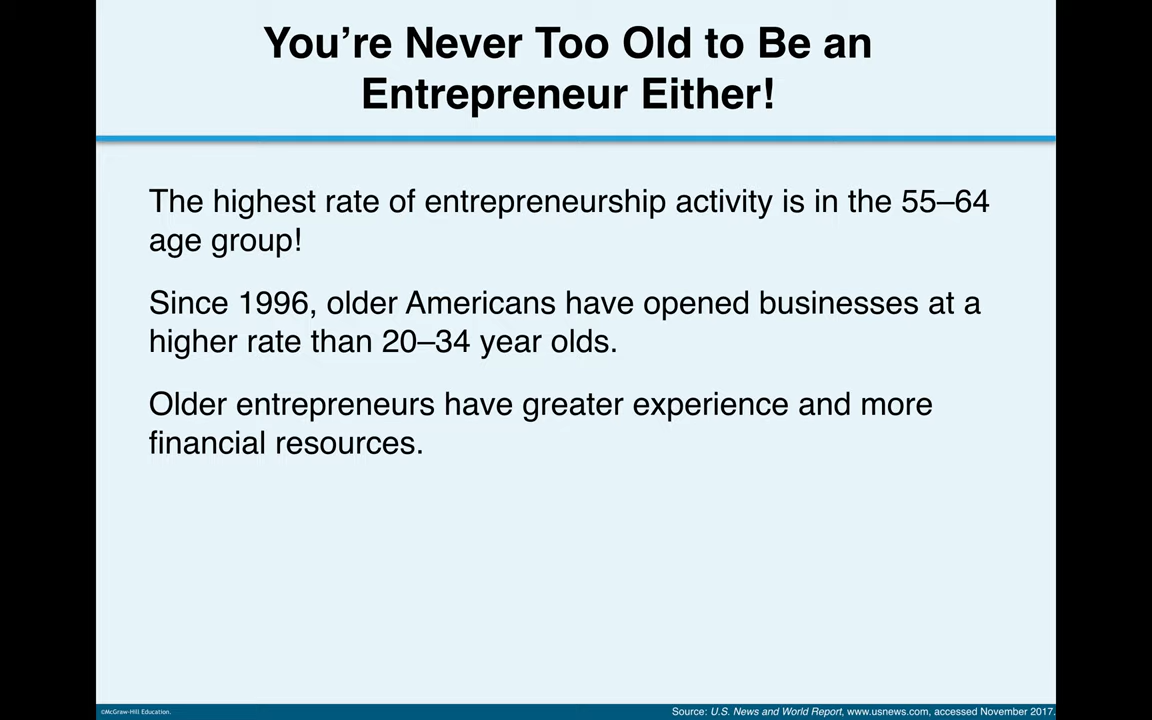 You’re Never Too Old to Be an
Entrepreneur Either!
The highest rate of entrepreneurship activity is in the 55–64
age group!
Since 1996, older Americans have opened businesses at a
higher rate than 20–34 year olds.
Older entrepreneurs have greater experience and more
financial resources.
©McGraw-Hill Education.
Source: U.S. News and World Report, www.usnews.com, accessed November 2017.